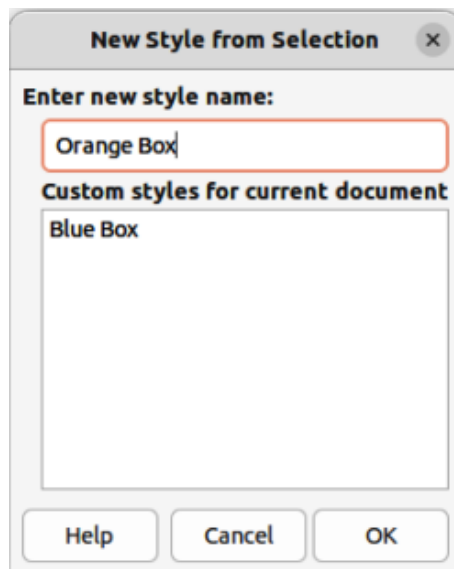 New Style from Selection
Enter new style name:
Orange Box
Custom styles for current document
Blue Box
Help Cancel OK